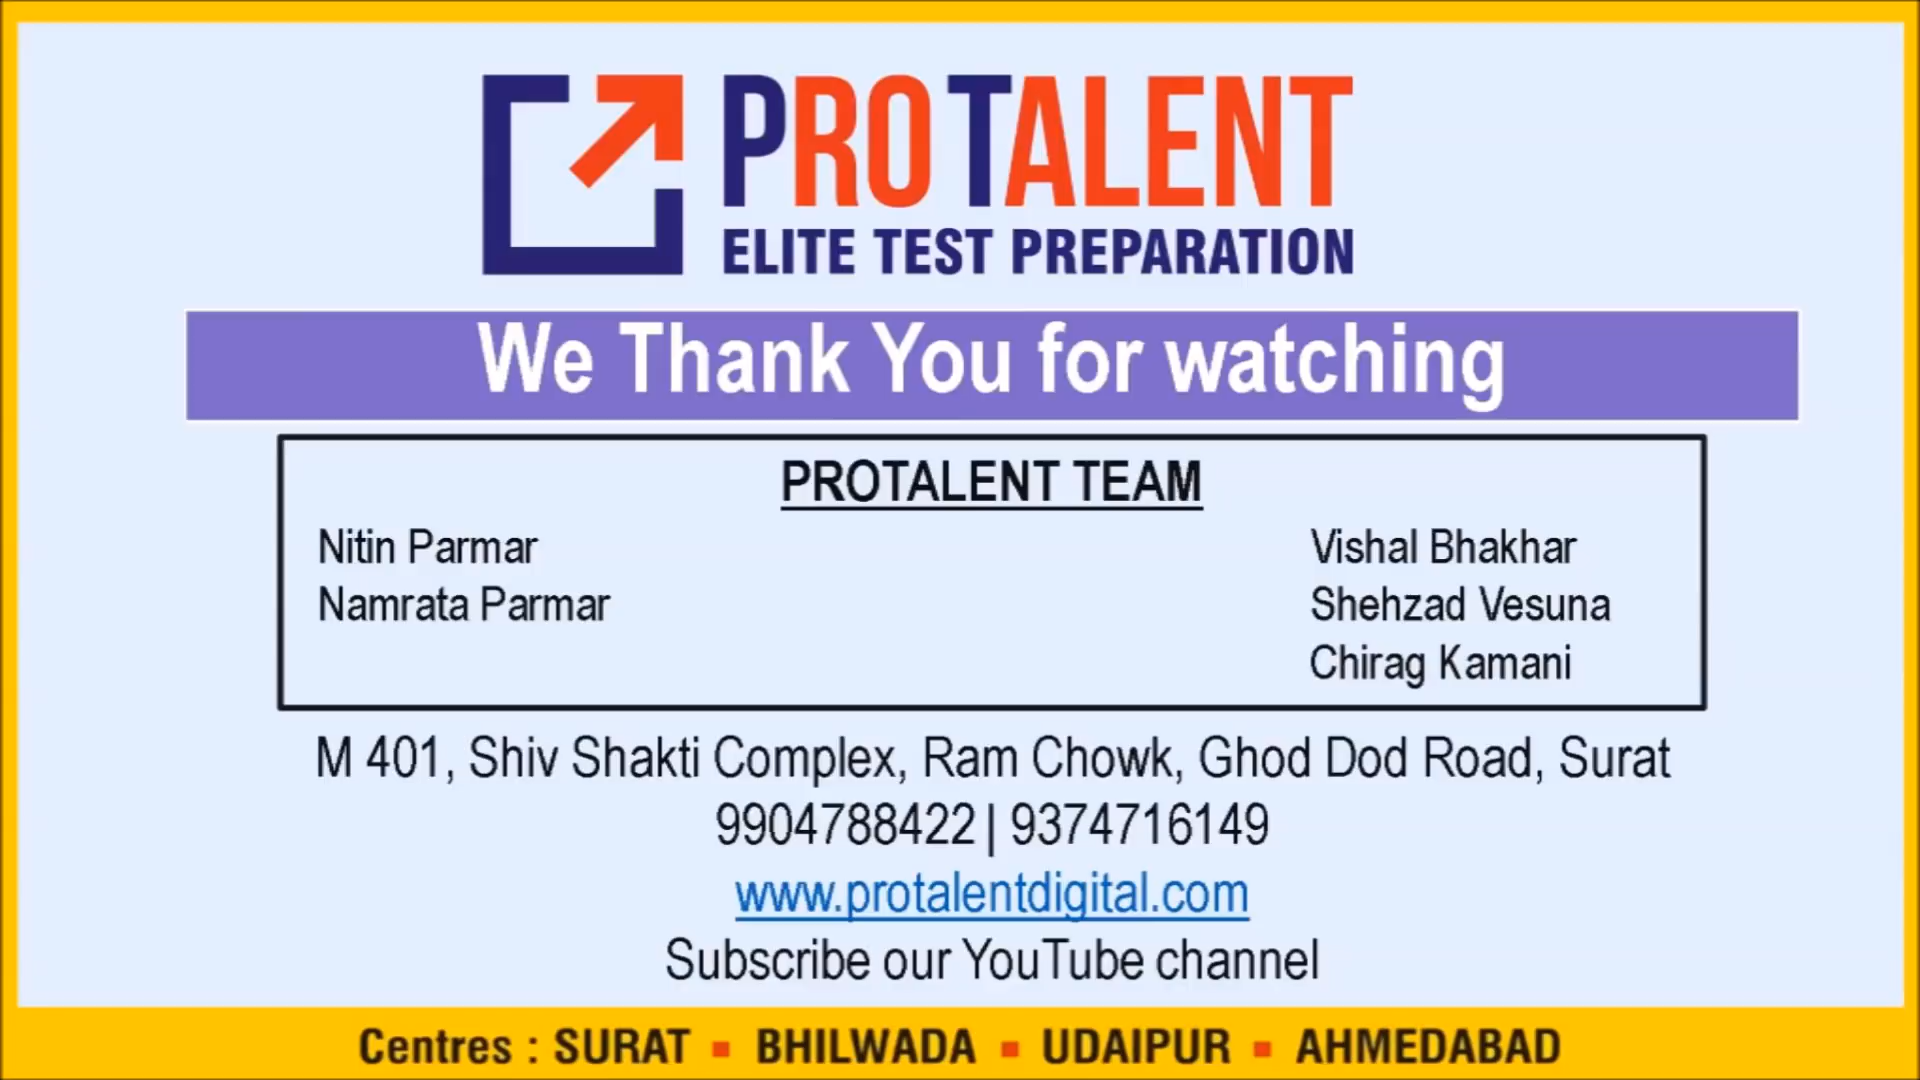 PROTALENT
ELITE TEST PREPARATION
We Thank You for watching
PROTALENT TEAM
Nitin Parmar
Namrata Parmar
Vishal Bhakhar
Shehzad Vesuna
Chirag Kamani
M 401, Shiv Shakti Complex, Ram Chowk, Ghod Dod Road, Surat
9904788422 | 9374716149
www.protalentdigital.com
Subscribe our YouTube channel
Centres : SURAT ▪ BHILWADA ▪ UDAIPUR ▪ AHMEDABAD